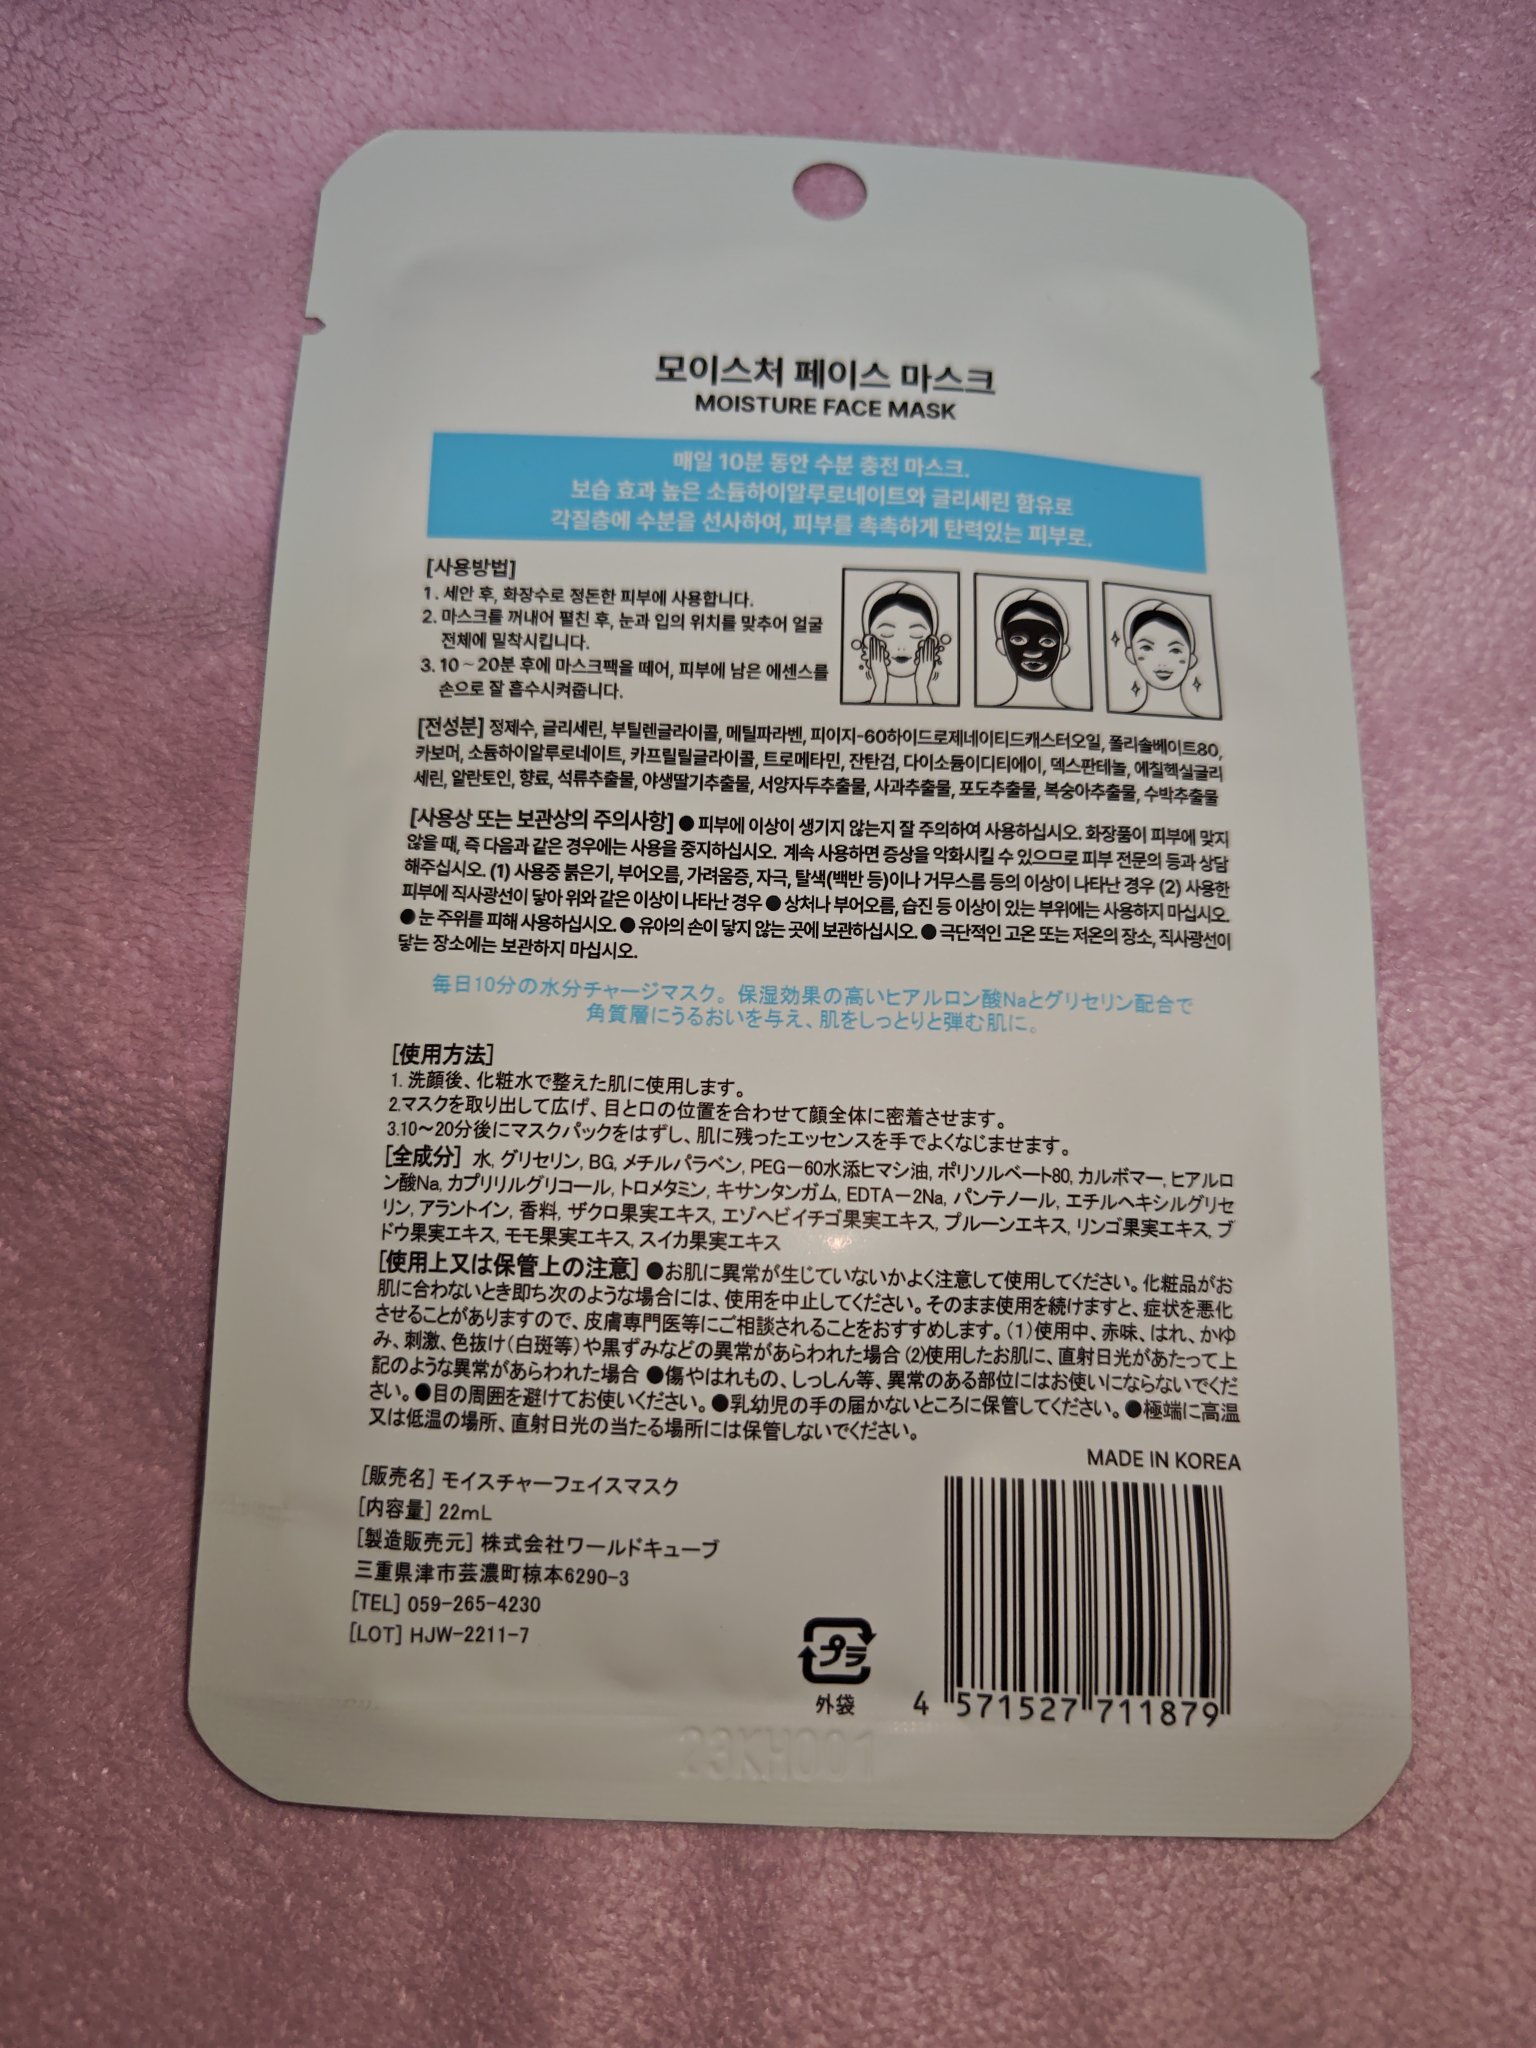 모이스처 페이스 마스크
MOISTURE FACE MASK
매일 10분 동안 수분 충전 마스크.
보습 효과 높은 소듐하이알루로네이트와 글리세린 함유로
각질층에 수분을 선사하여, 피부를 촉촉하게 탄력있는 피부로.
[사용방법]
1. 세안 후, 화장수로 정돈한 피부에 사용합니다.
2. 마스크를 꺼내어 펼친 후, 눈과 입의 위치를 맞추어 얼굴
전체에 밀착시킵니다.
3. 10~20분 후에 마스크팩을 떼어, 피부에 남은 에센스를
손으로 잘 흡수시켜줍니다.
[전성분] 정제수, 글리세린, 부틸렌글라이콜, 메틸파라벤, 피이지-60하이드로제네이티드캐스터오일, 폴리솔베이트80,
카보머, 소듐하이알루로네이트, 카프릴릴글라이콜, 트로메타민, 잔탄검, 다이소듐이디티에이, 덱스판테놀, 에칠헥실글리
세린, 알란토인, 향료, 석류추출물, 야생딸기추출물, 서양자두추출물, 사과추출물, 포도추출물, 복숭아추출물, 수박추출물
[사용상 또는 보관상의 주의사항] ● 피부에 이상이 생기지 않는지 잘 주의하여 사용하십시오. 화장품이 피부에 맞지
않을 때, 즉 다음과 같은 경우에는 사용을 중지하십시오. 계속 사용하면 증상을 악화시킬 수 있으므로 피부 전문의 등과 상담
해주십시오. (1) 사용중 붉은기, 부어오름, 가려움증, 자극, 탈색(백반 등)이나 거무스름 등의 이상이 나타난 경우 (2) 사용한
피부에 직사광선이 닿아 위와 같은 이상이 나타난 경우 ● 상처나 부어오름, 습진 등 이상이 있는 부위에는 사용하지 마십시오.
● 눈 주위를 피해 사용하십시오. ● 유아의 손이 닿지 않는 곳에 보관하십시오. ● 극단적인 고온 또는 저온의 장소, 직사광선이
닿는 장소에는 보관하지 마십시오.
毎日10分の水分チャージマスク。保湿効果の高いヒアルロン酸Naとグリセリン配合で
角質層にうるおいを与え、肌をしっとりと弾む肌に。
[使用方法]
1. 洗顔後、化粧水で整えた肌に使用します。
2.マスクを取り出して広げ、目と口の位置を合わせて顔全体に密着させます。
3.10~20分後にマスクパックをはずし、肌に残ったエッセンスを手でよくなじませます。
[全成分] 水, グリセリン, BG, メチルパラベン, PEG-60水添ヒマシ油, ポリソルベート80, カルボマー, ヒアルロ
ン酸Na, カプリリルグリコール, トロメタミン, キサンタンガム, EDTA-2Na, パンテノール, エチルヘキシルグリセ
リン, アラントイン, 香料, ザクロ果実エキス, エゾヘビイチゴ果実エキス, プルーンエキス, リンゴ果実エキス, ブ
ドウ果実エキス, モモ果実エキス, スイカ果実エキス
[使用上又は保管上の注意] ●お肌に異常が生じていないかよく注意して使用してください。化粧品がお
肌に合わないとき即ち次のような場合には、使用を中止してください。そのまま使用を続けますと、症状を悪化
させることがありますので、皮膚専門医等にご相談されることをおすすめします。(1)使用中、赤味、はれ、かゆ
み、刺激、色抜け(白斑等)や黒ずみなどの異常があらわれた場合 (2)使用したお肌に、直射日光があたって上
記のような異常があらわれた場合 ●傷やはれもの、しっしん等、異常のある部位にはお使いにならないでくだ
さい。●目の周囲を避けてお使いください。●乳幼児の手の届かないところに保管してください。●極端に高温
又は低温の場所、直射日光の当たる場所には保管しないでください。
MADE IN KOREA
[販売名] モイスチャーフェイスマスク
[内容量] 22mL
[製造販売元] 株式会社ワールドキューブ
三重県津市芸濃町椋本6290-3
[TEL] 059-265-4230
[LOT] HJW-2211-7
プラ
外袋
4 571527 711879
23KH001